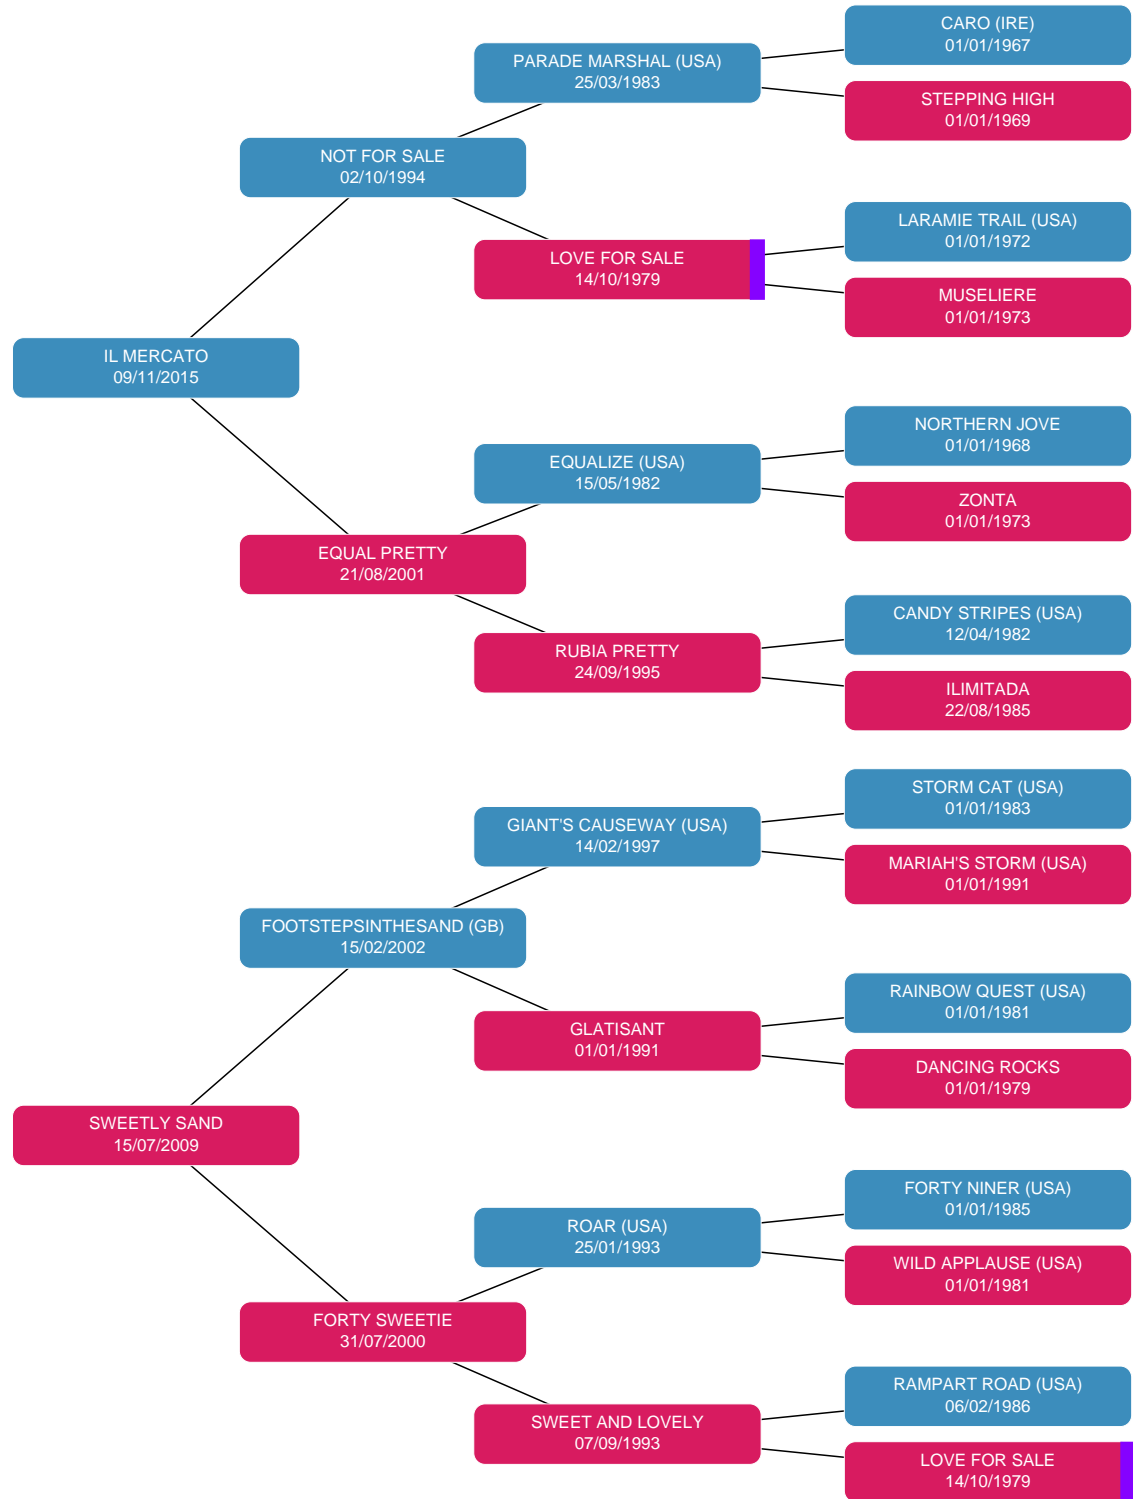 CARO (IRE)
01/01/1967
PARADE MARSHAL (USA)
25/03/1983
STEPPING HIGH
01/01/1969
NOT FOR SALE
02/10/1994
LARAMIE TRAIL (USA)
01/01/1972
LOVE FOR SALE
14/10/1979
MUSELIERE
01/01/1973
IL MERCATO
09/11/2015
NORTHERN JOVE
01/01/1968
EQUALIZE (USA)
15/05/1982
ZONTA
01/01/1973
EQUAL PRETTY
21/08/2001
CANDY STRIPES (USA)
12/04/1982
RUBIA PRETTY
24/09/1995
ILIMITADA
22/08/1985
STORM CAT (USA)
01/01/1983
GIANT'S CAUSEWAY (USA)
14/02/1997
MARIAH'S STORM (USA)
01/01/1991
FOOTSTEPSINTHESAND (GB)
15/02/2002
RAINBOW QUEST (USA)
01/01/1981
GLATISANT
01/01/1991
DANCING ROCKS
01/01/1979
SWEETLY SAND
15/07/2009
FORTY NINER (USA)
01/01/1985
ROAR (USA)
25/01/1993
WILD APPLAUSE (USA)
01/01/1981
FORTY SWEETIE
31/07/2000
RAMPART ROAD (USA)
06/02/1986
SWEET AND LOVELY
07/09/1993
LOVE FOR SALE
14/10/1979